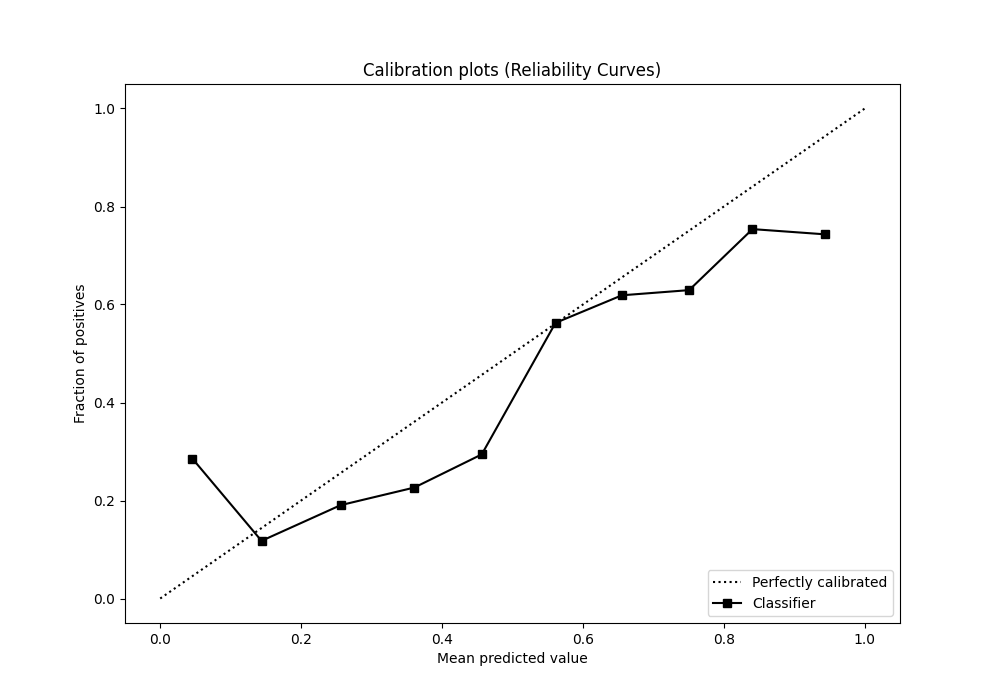 Calibration plots (Reliability Curves)
1.0
0.8
0.6
0.4
0.2
0.0
Fraction of positives
0.0 0.2 0.4 0.6 0.8 1.0
Mean predicted value
Perfectly calibrated
Classifier